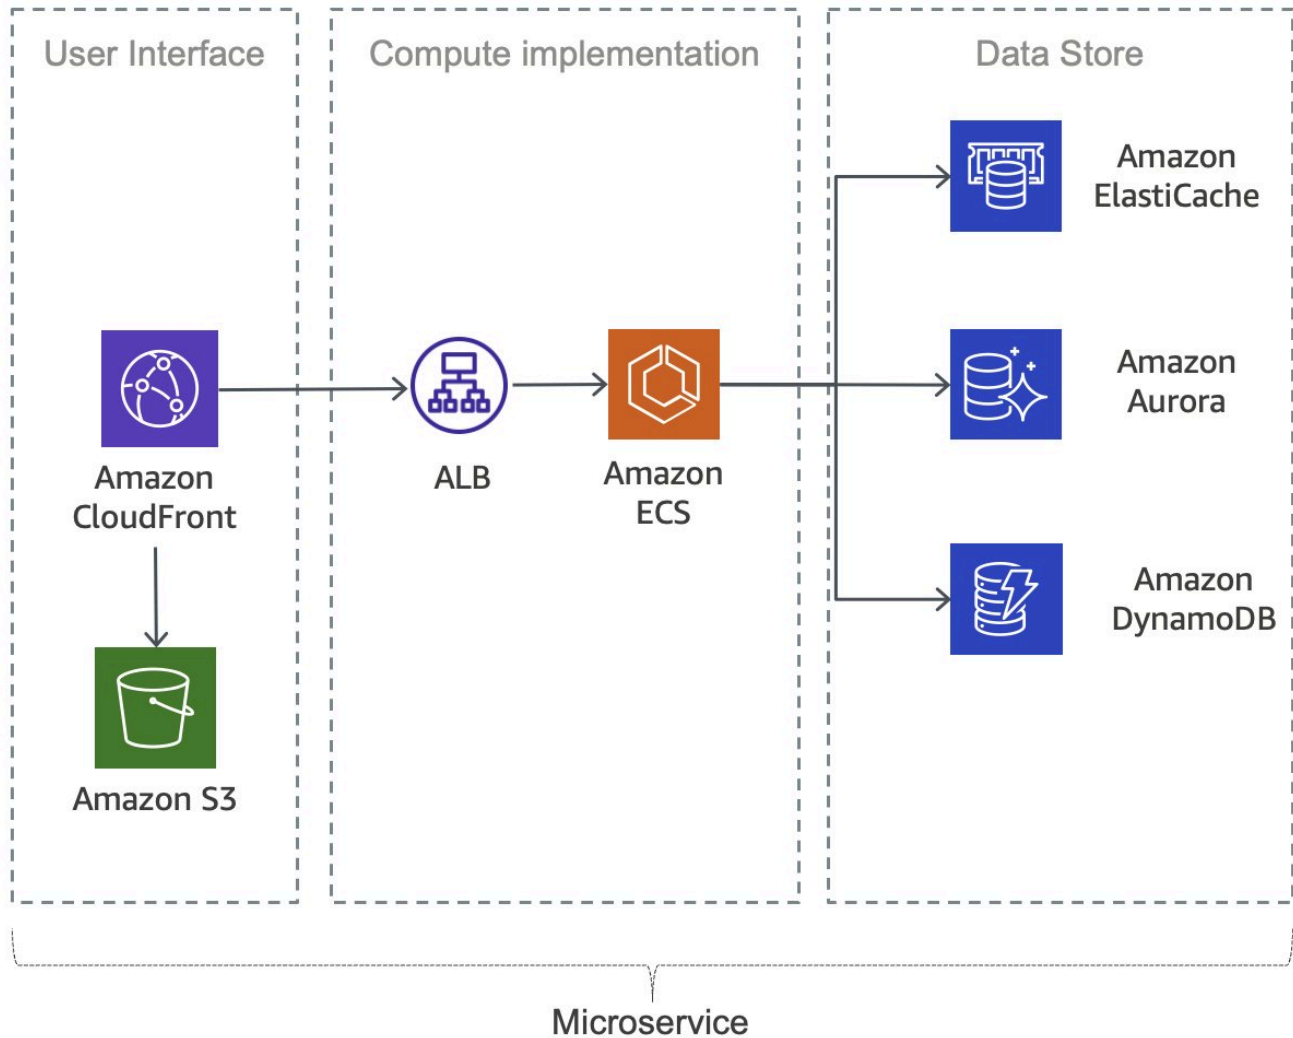 User Interface
Compute implementation
Data Store
Amazon
ElastiCache
Amazon
CloudFront
ALB
Amazon
ECS
Amazon
Aurora
Amazon
DynamoDB
Amazon S3
Microservice